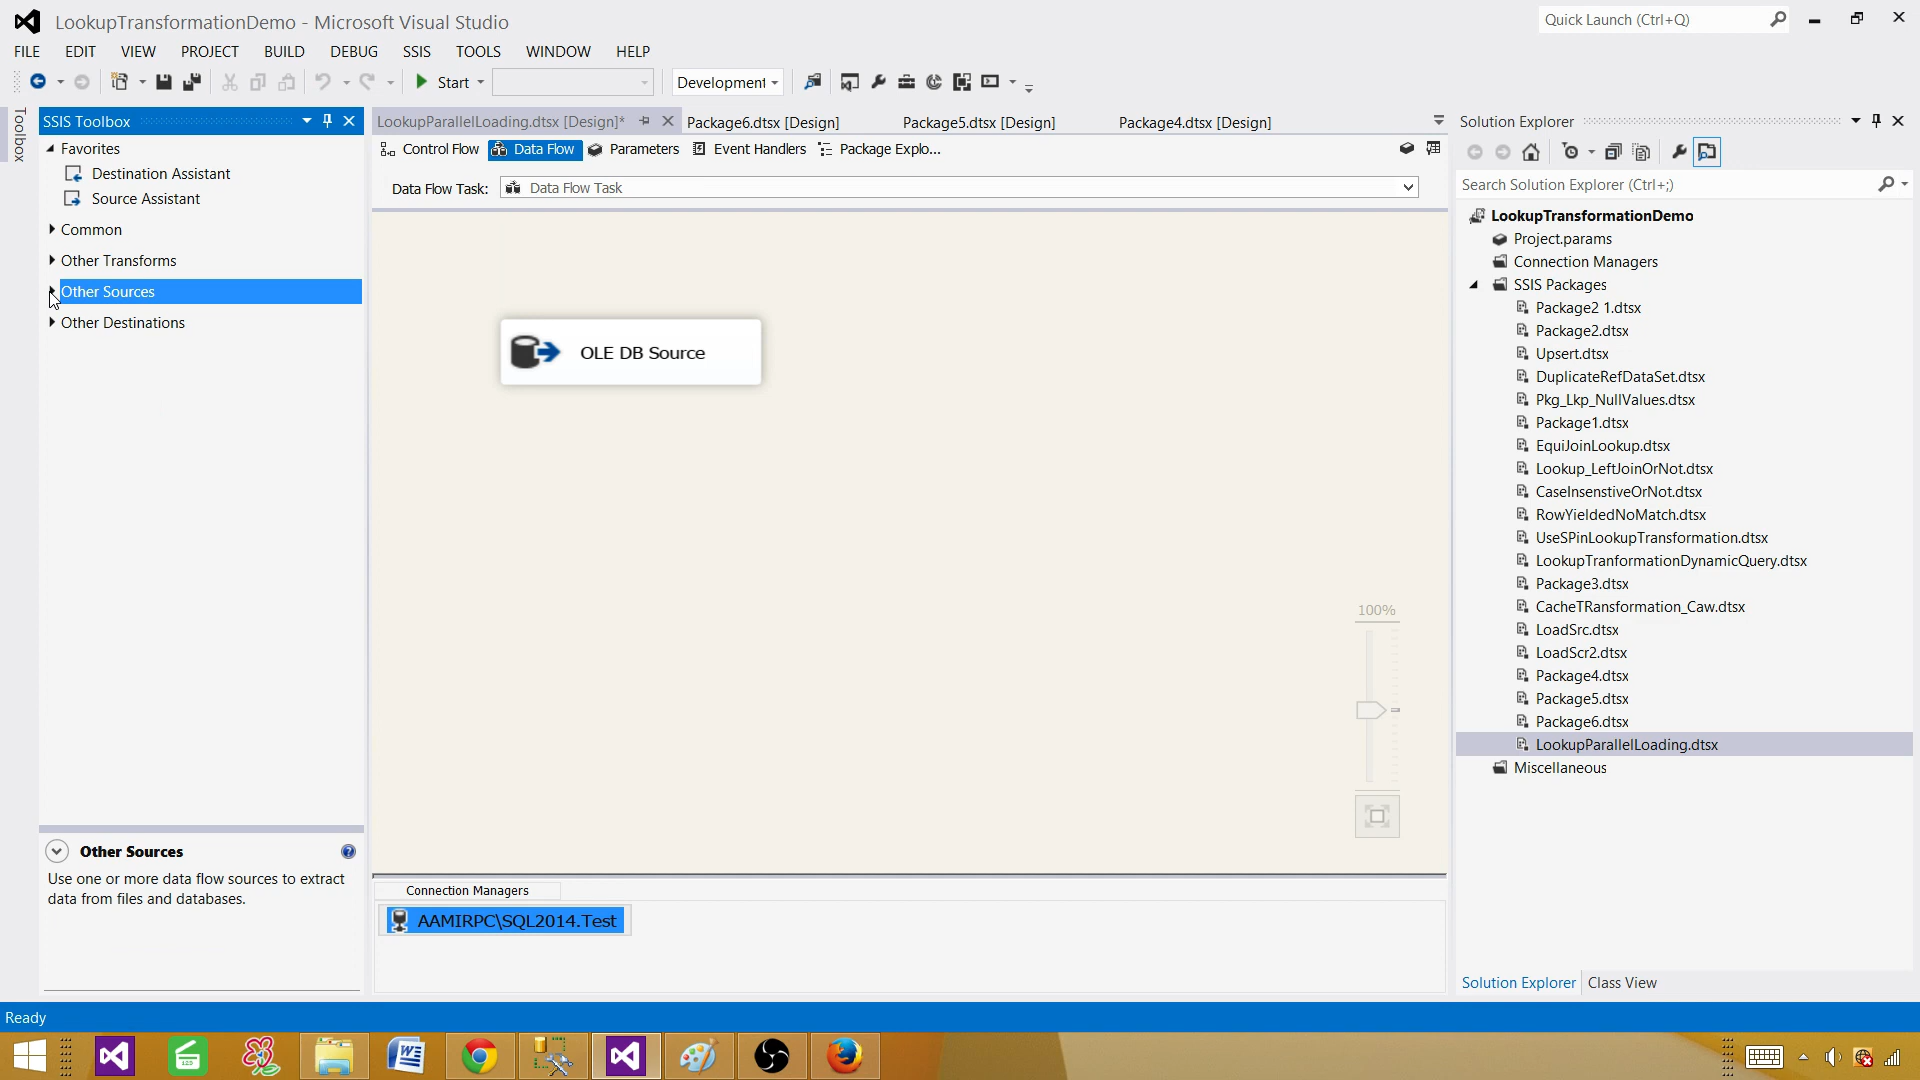 LookupTransformationDemo - Microsoft Visual Studio
Quick Launch (Ctrl+Q)
FILE EDIT VIEW PROJECT BUILD DEBUG SSIS TOOLS WINDOW HELP
Start
Development
Toolbox
SSIS Toolbox
Favorites
Destination Assistant
Source Assistant
Common
Other Transforms
Other Sources
Other Destinations
Other Sources
Use one or more data flow sources to extract
data from files and databases.
LookupParallelLoading.dtsx [Design]* Package6.dtsx [Design] Package5.dtsx [Design] Package4.dtsx [Design]
Control Flow Data Flow Parameters Event Handlers Package Explo...
Data Flow Task: Data Flow Task
OLE DB Source
100%
Connection Managers
AAMIRPC\SQL2014.Test
Solution Explorer
Search Solution Explorer (Ctrl+;)
LookupTransformationDemo
Project.params
Connection Managers
SSIS Packages
Package2 1.dtsx
Package2.dtsx
Upsert.dtsx
DuplicateRefDataSet.dtsx
Pkg_Lkp_NullValues.dtsx
Package1.dtsx
EquiJoinLookup.dtsx
Lookup_LeftJoinOrNot.dtsx
CaseInsenstiveOrNot.dtsx
RowYieldedNoMatch.dtsx
UseSPinLookupTransformation.dtsx
LookupTranformationDynamicQuery.dtsx
Package3.dtsx
CacheTRansformation_Caw.dtsx
LoadSrc.dtsx
LoadScr2.dtsx
Package4.dtsx
Package5.dtsx
Package6.dtsx
LookupParallelLoading.dtsx
Miscellaneous
Solution Explorer Class View
Ready